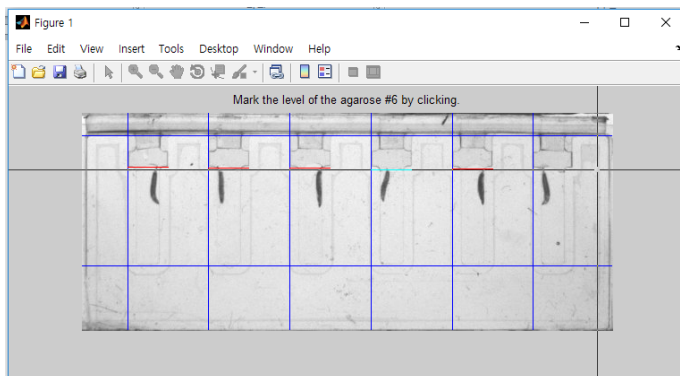 Figure 1
File Edit View Insert Tools Desktop Window Help
Mark the level of the agarose #6 by clicking.